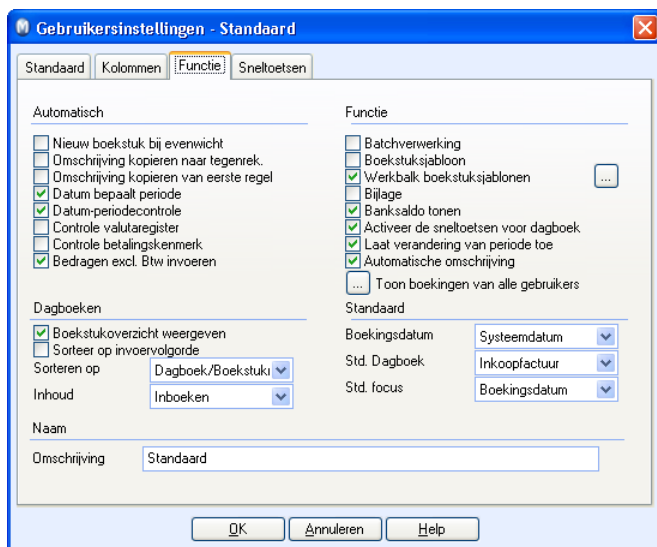 Gebruikersinstellingen - Standaard
Standaard Kolommen Functie Sneltoetsen
Automatisch
Nieuw boekstuk bij evenwicht
Omschrijving kopieren naar tegenrek.
Omschrijving kopieren van eerste regel
Datum bepaalt periode
Datum-periodecontrole
Controle valutaregister
Controle betalingskenmerk
Bedragen excl. Btw invoeren
Functie
Batchverwerking
Boekstuksjabloon
Werkbalk boekstuksjablonen
...
Bijlage
Banksaldo tonen
Activeer de sneltoetsen voor dagboek
Laat verandering van periode toe
Automatische omschrijving
... Toon boekingen van alle gebruikers
Dagboeken
Boekstukoverzicht weergeven
Sorteer op invoervolgorde
Sorteren op Dagboek/Boekstuk
Inhoud Inboeken
Standaard
Boekingsdatum Systeemdatum
Std. Dagboek Inkoopfactuur
Std. focus Boekingsdatum
Naam
Omschrijving Standaard
OK Annuleren Help